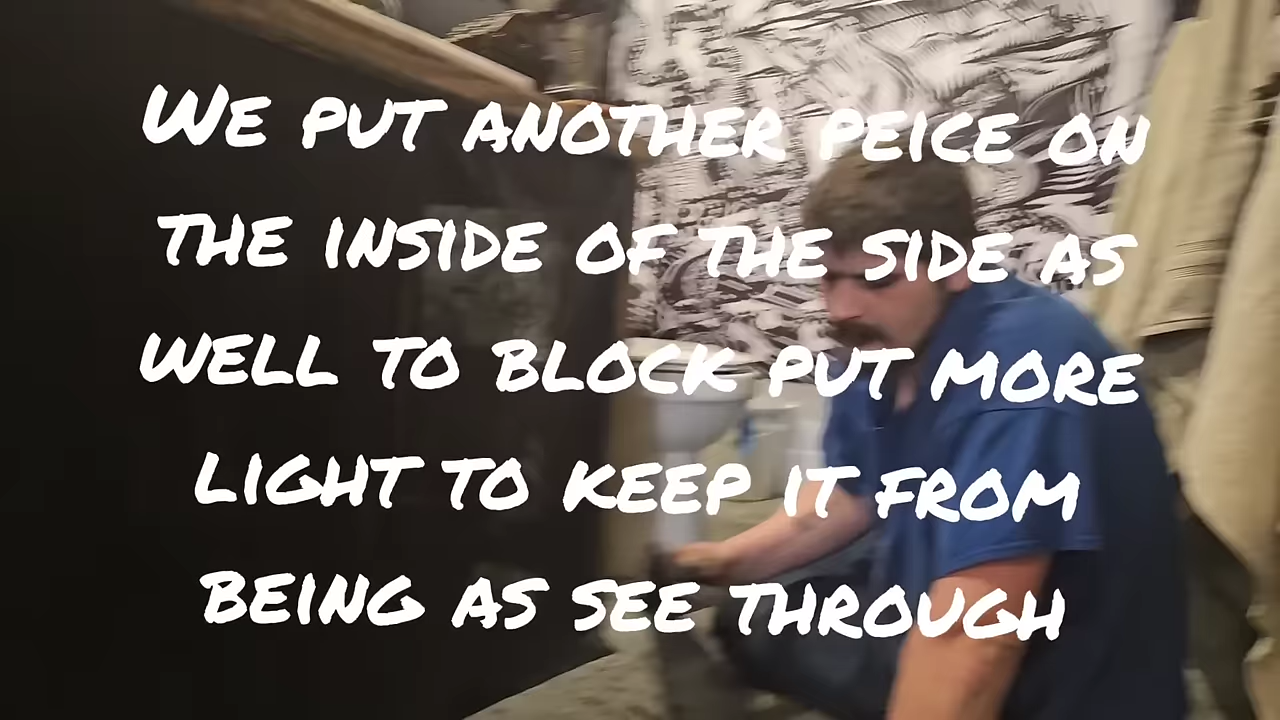 We put another peice on
the inside of the side as
well to block put more
light to keep it from
being as see through